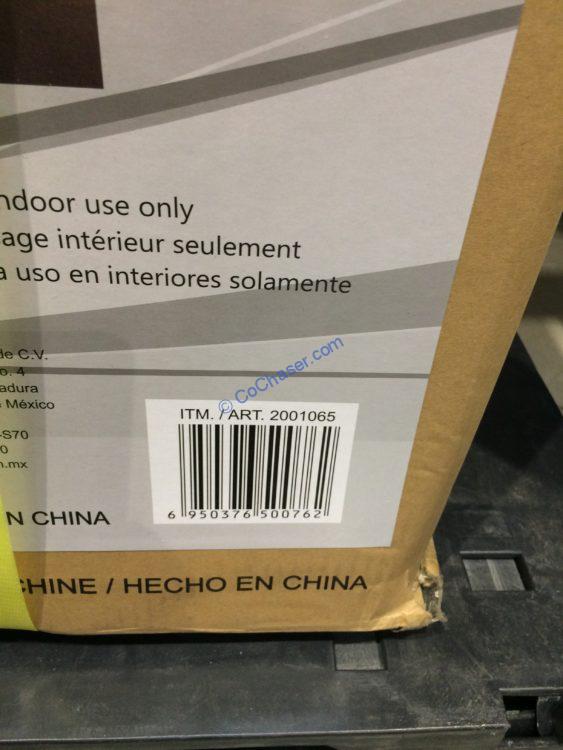 ndoor use only
age intérieur seulement
a uso en interiores solamente
de C.V.
o. 4
adura
México
-S70
0
n.mx
© CoChaser.com
ITM. / ART. 2001065
6 950376 500762
N CHINA
CHINE / HECHO EN CHINA